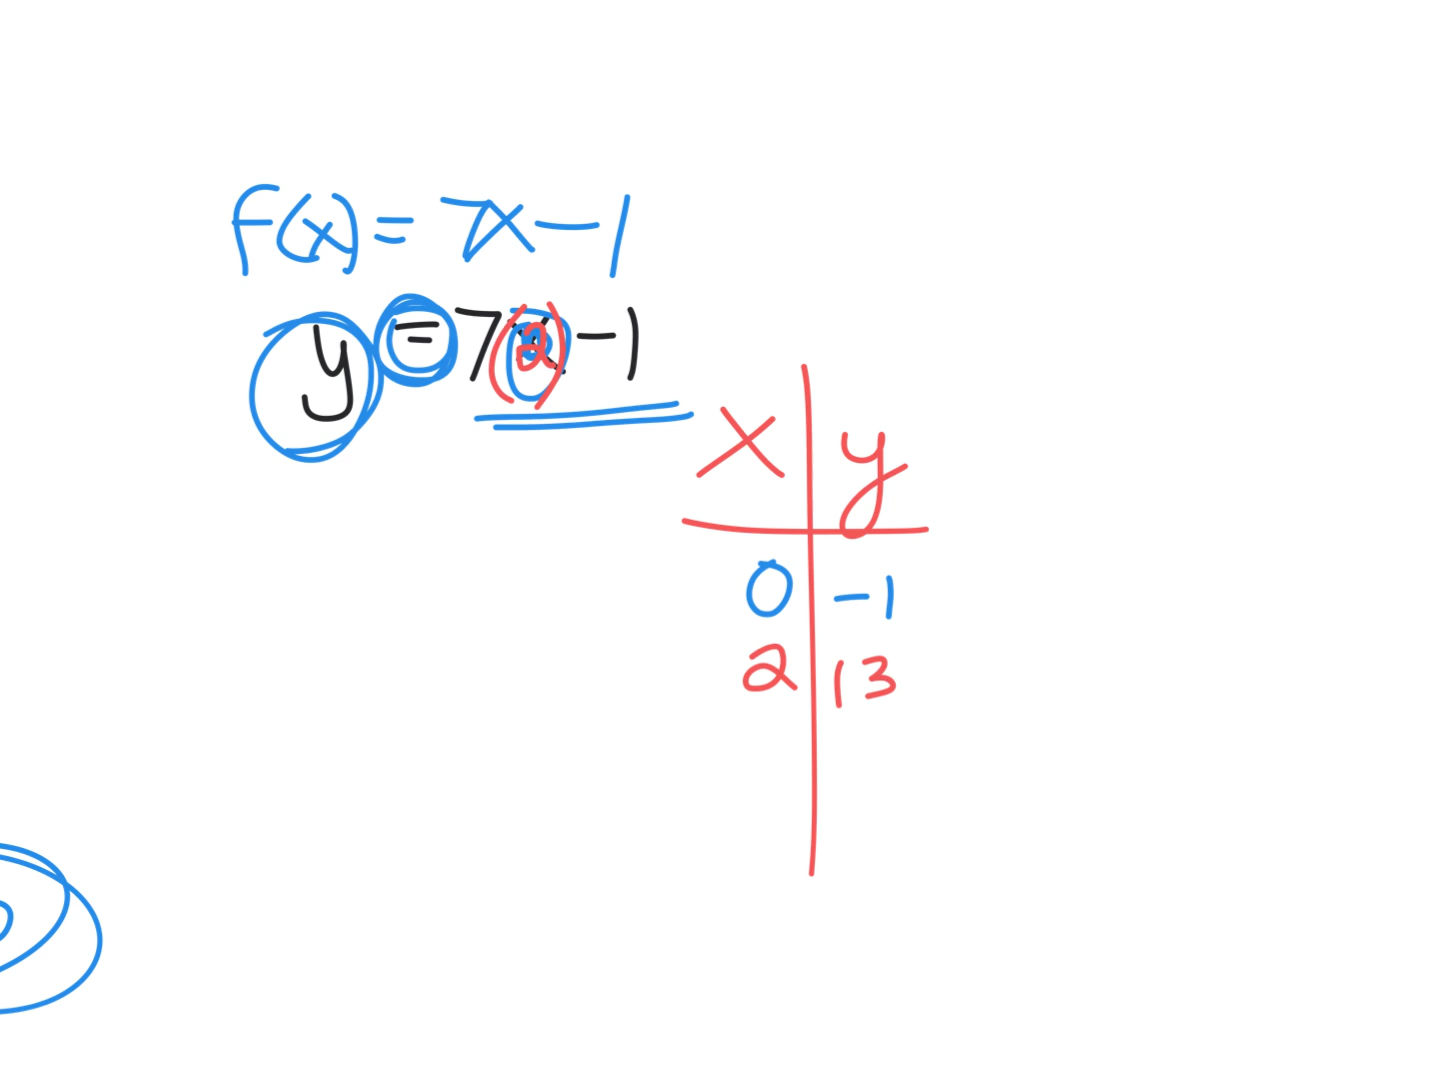 f(x) = 7x - 1
y = 7(2) - 1
x y
0 -1
2 13